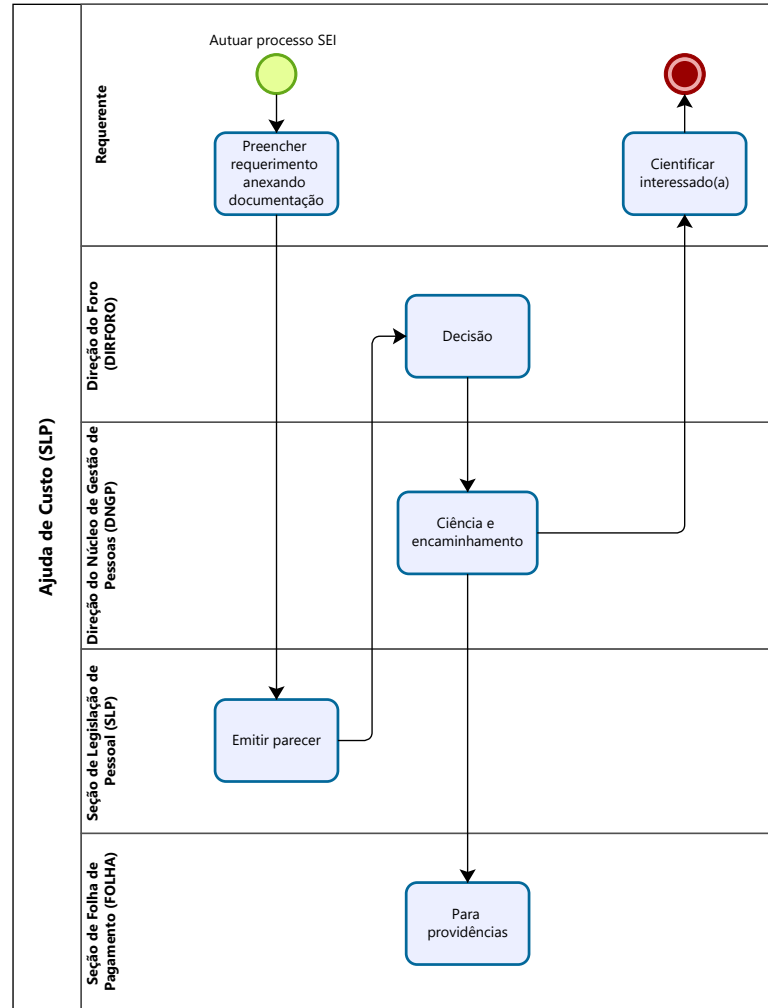 Ajuda de Custo (SLP)
Requerente
Autuar processo SEI
Preencher
requerimento
anexando
documentação
Cientificar
interessado(a)
Direção do Foro
(DIRFORO)
Decisão
Direção do Núcleo de Gestão de
Pessoas (DNGP)
Ciência e
encaminhamento
Seção de Legislação de
Pessoal (SLP)
Emitir parecer
Seção de Folha de
Pagamento (FOLHA)
Para
providências